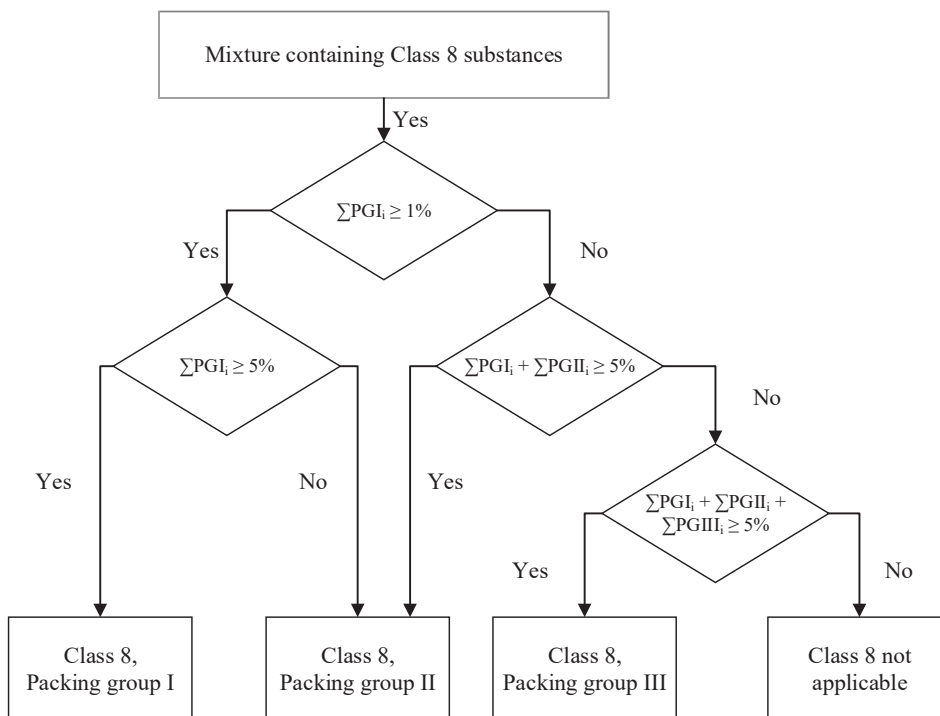 Mixture containing Class 8 substances
Yes
∑PGIᵢ ≥ 1%
Yes
No
∑PGIᵢ ≥ 5%
∑PGIᵢ + ∑PGIIᵢ ≥ 5%
No
Yes
No
Yes
∑PGIᵢ + ∑PGIIᵢ +
∑PGIIIᵢ ≥ 5%
Yes
No
Class 8,
Packing group I
Class 8,
Packing group II
Class 8,
Packing group III
Class 8 not
applicable